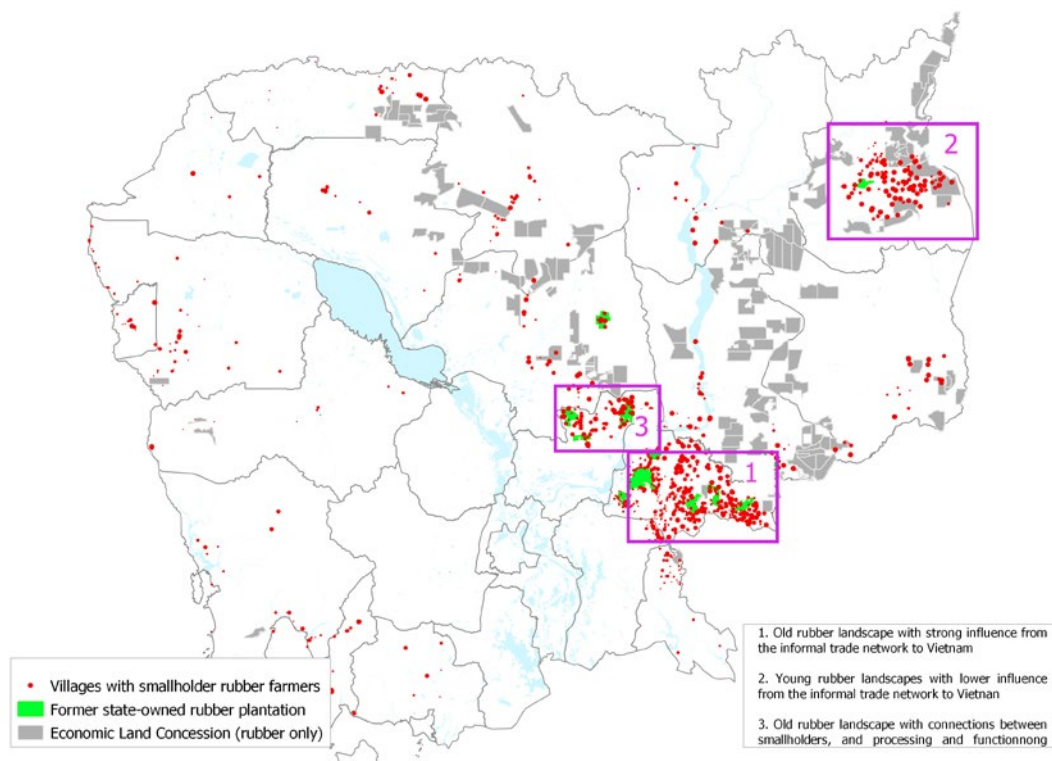 2
3
1
Villages with smallholder rubber farmers
Former state-owned rubber plantation
Economic Land Concession (rubber only)
1. Old rubber landscape with strong influence from
the informal trade network to Vietnam
2. Young rubber landscapes with lower influence
from the informal trade network to Vietnan
3. Old rubber landscape with connections between
smallholders, and processing and functionnong